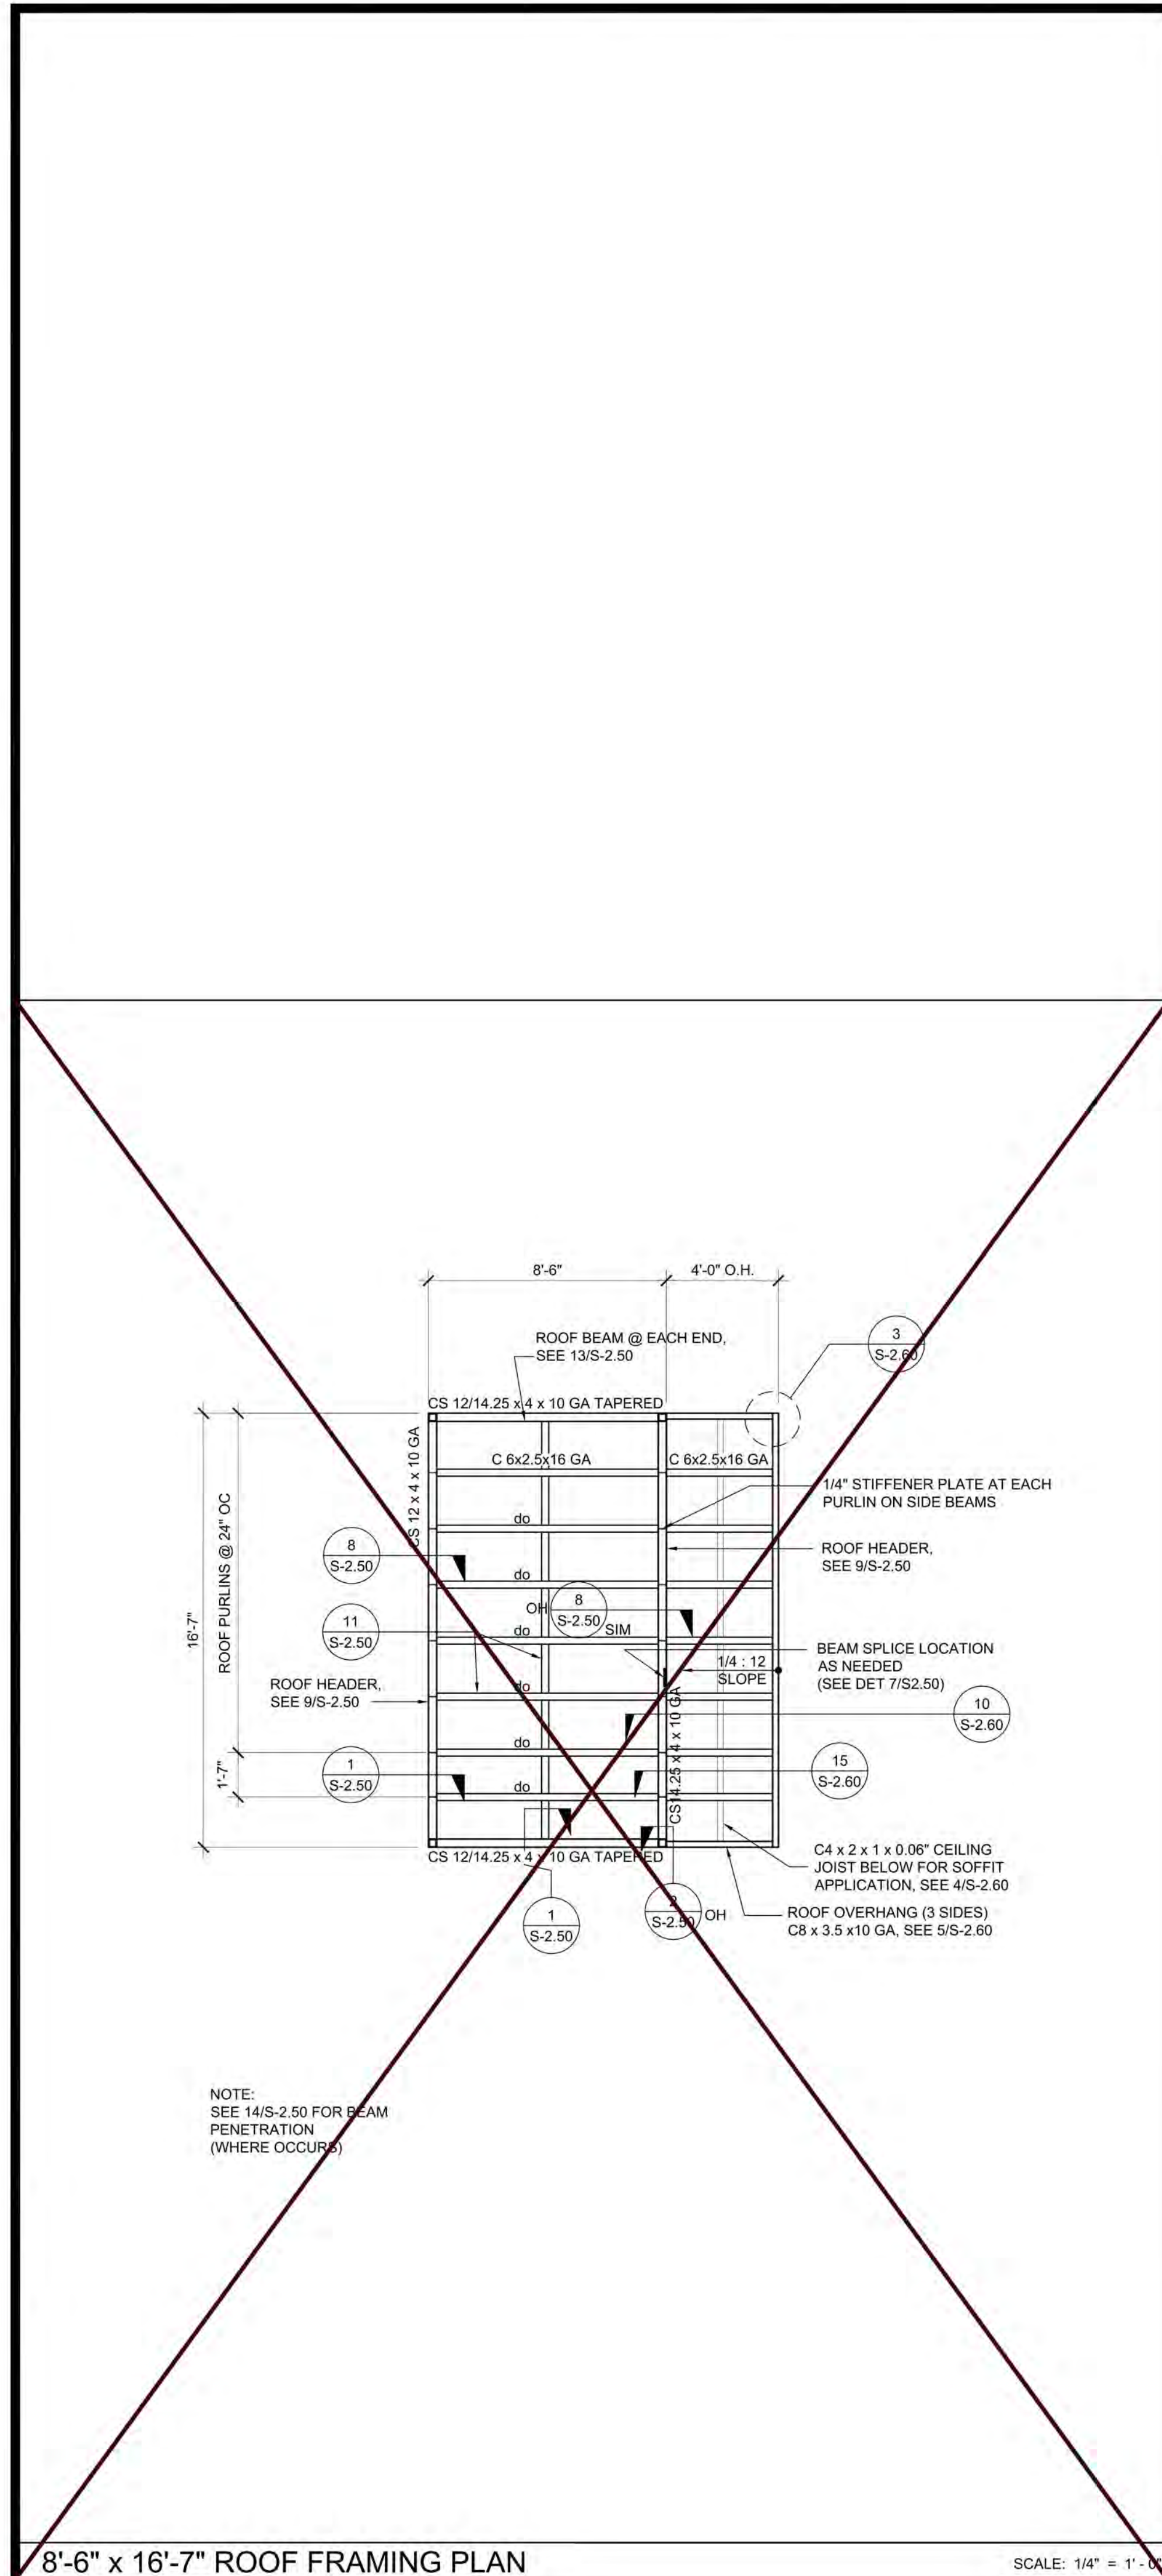 8'-6"
4'-0" O.H.
ROOF BEAM @ EACH END,
SEE 13/S-2.50
3
S-2.60
CS 12/14.25 x 4 x 10 GA TAPERED
CS 12 x 4 x 10 GA
C 6x2.5x16 GA
C 6x2.5x16 GA
1/4" STIFFENER PLATE AT EACH
PURLIN ON SIDE BEAMS
do
ROOF HEADER,
SEE 9/S-2.50
8
S-2.50
do
16'-7"
ROOF PURLINS @ 24" OC
OH
8
S-2.50
SIM
11
S-2.50
do
BEAM SPLICE LOCATION
AS NEEDED
(SEE DET 7/S2.50)
1/4 : 12
SLOPE
ROOF HEADER,
SEE 9/S-2.50
do
CS14.25 x 4 x 10 GA
10
S-2.60
do
1'-7"
1
S-2.50
do
15
S-2.60
CS 12/14.25 x 4 x 10 GA TAPERED
C4 x 2 x 1 x 0.06" CEILING
JOIST BELOW FOR SOFFIT
APPLICATION, SEE 4/S-2.60
1
S-2.50
2
S-2.50
OH
ROOF OVERHANG (3 SIDES)
C8 x 3.5 x10 GA, SEE 5/S-2.60
NOTE:
SEE 14/S-2.50 FOR BEAM
PENETRATION
(WHERE OCCURS)
8'-6" x 16'-7" ROOF FRAMING PLAN
SCALE: 1/4" = 1' - 0"